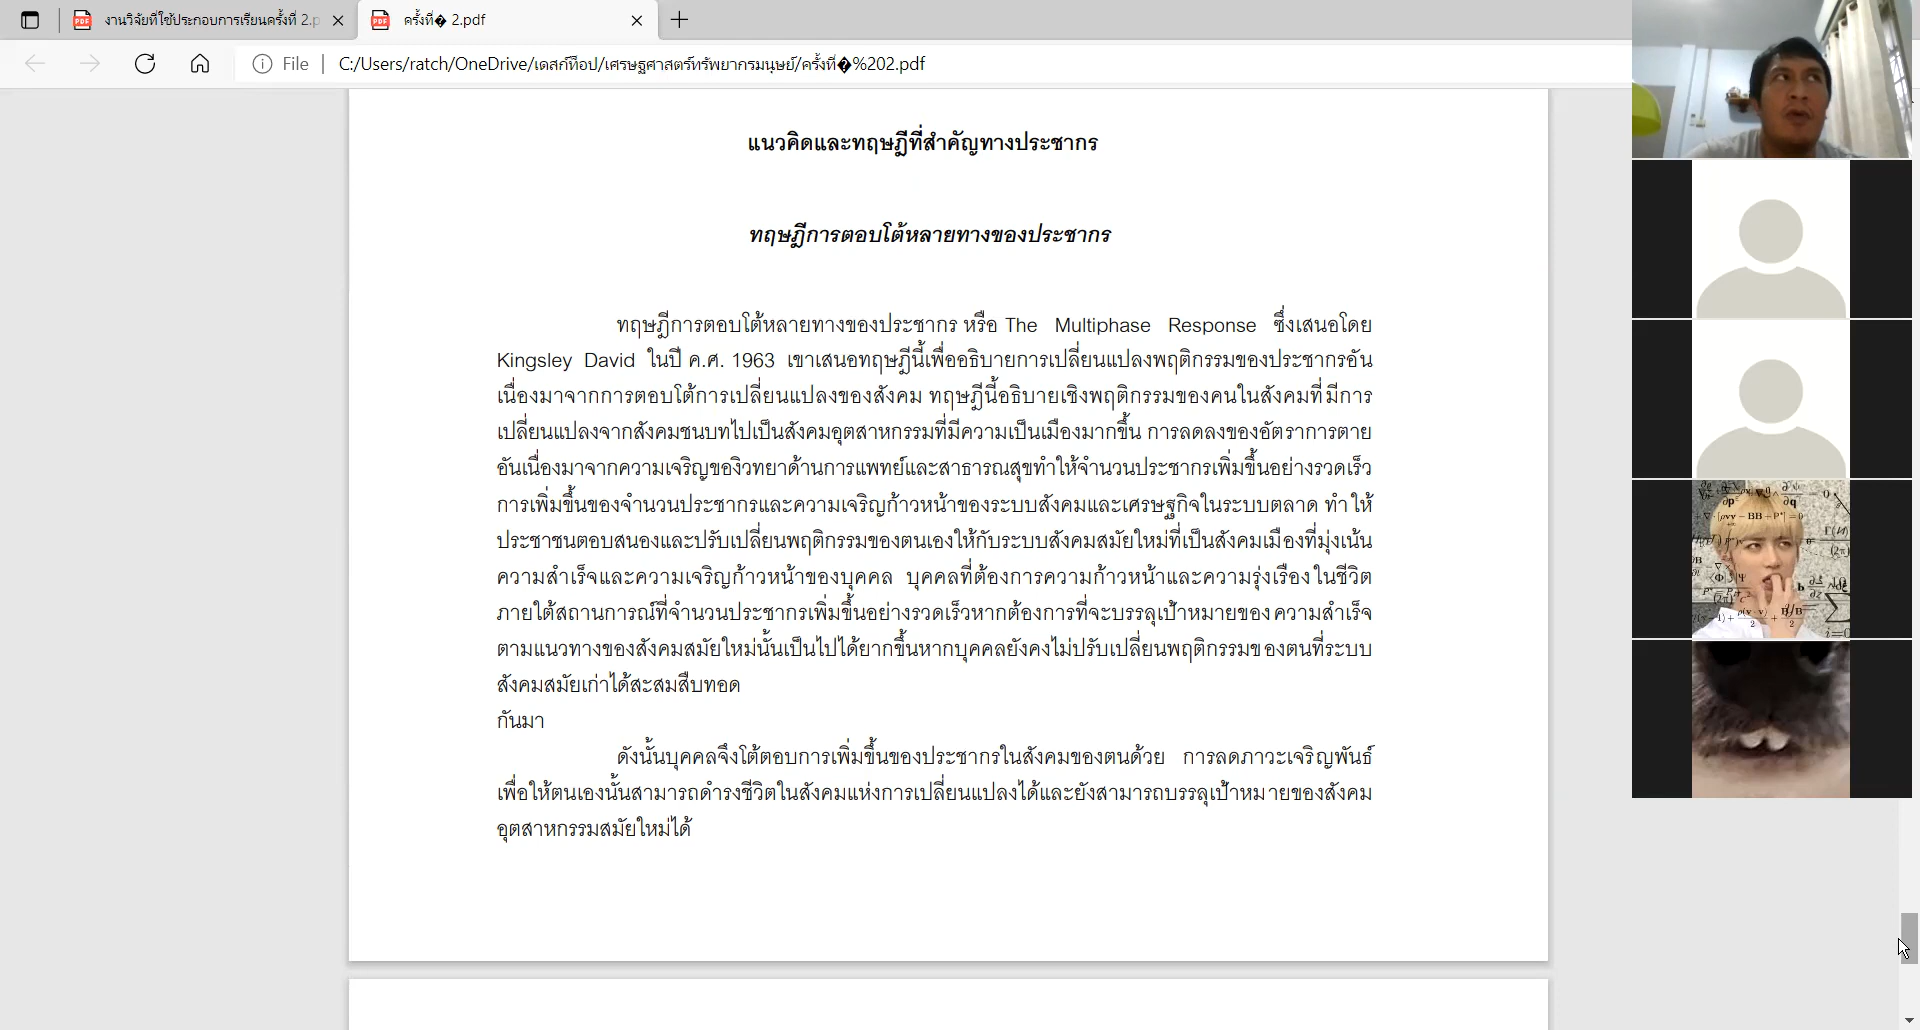 งานวิจัยที่ใช้ประกอบการเรียนครั้งที่ 2.p
ครั้งที่� 2.pdf
File
C:/Users/ratch/OneDrive/เดสก์ท็อป/เศรษฐศาสตร์ทรัพยากรมนุษย์/ครั้งที่�%202.pdf
แนวคิดและทฤษฎีที่สำคัญทางประชากร
ทฤษฎีการตอบโต้หลายทางของประชากร
ทฤษฎีการตอบโต้หลายทางของประชากร หรือ The Multiphase Response ซึ่งเสนอโดย
Kingsley David ในปี ค.ศ. 1963 เขาเสนอทฤษฎีนี้เพื่ออธิบายการเปลี่ยนแปลงพฤติกรรมของประชากรอัน
เนื่องมาจากการตอบโต้การเปลี่ยนแปลงของสังคม ทฤษฎีนี้อธิบายเชิงพฤติกรรมของคนในสังคมที่มีการ
เปลี่ยนแปลงจากสังคมชนบทไปเป็นสังคมอุตสาหกรรมที่มีความเป็นเมืองมากขึ้น การลดลงของอัตราการตาย
อันเนื่องมาจากความเจริญของวิทยาด้านการแพทย์และสาธารณสุขทำให้จำนวนประชากรเพิ่มขึ้นอย่างรวดเร็ว
การเพิ่มขึ้นของจำนวนประชากรและความเจริญก้าวหน้าของระบบสังคมและเศรษฐกิจในระบบตลาด ทำให้
ประชาชนตอบสนองและปรับเปลี่ยนพฤติกรรมของตนเองให้กับระบบสังคมสมัยใหม่ที่เป็นสังคมเมืองที่มุ่งเน้น
ความสำเร็จและความเจริญก้าวหน้าของบุคคล บุคคลที่ต้องการความก้าวหน้าและความรุ่งเรืองในชีวิต
ภายใต้สถานการณ์ที่จำนวนประชากรเพิ่มขึ้นอย่างรวดเร็วหากต้องการที่จะบรรลุเป้าหมายของความสำเร็จ
ตามแนวทางของสังคมสมัยใหม่นั้นเป็นไปได้ยากขึ้นหากบุคคลยังคงไม่ปรับเปลี่ยนพฤติกรรมของตนที่ระบบ
สังคมสมัยเก่าได้สะสมสืบทอด
กันมา
ดังนั้นบุคคลจึงโต้ตอบการเพิ่มขึ้นของประชากรในสังคมของตนด้วย การลดภาวะเจริญพันธ์
เพื่อให้ตนเองนั้นสามารถดำรงชีวิตในสังคมแห่งการเปลี่ยนแปลงได้และยังสามารถบรรลุเป้าหมายของสังคม
อุตสาหกรรมสมัยใหม่ได้